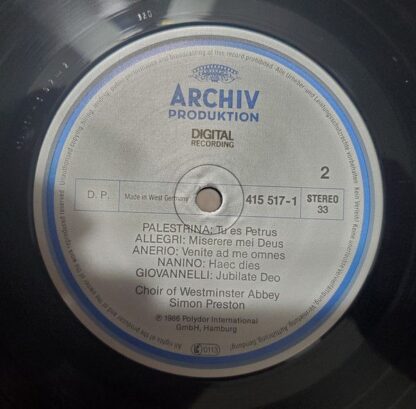 ARCHIV
PRODUKTION
DIGITAL
RECORDING
2
D. P.
Made in West Germany
415 517-1
STEREO
33
PALESTRINA: Tu es Petrus
ALLEGRI: Miserere mei Deus
ANERIO: Venite ad me omnes
NANINO: Haec dies
GIOVANNELLI: Jubilate Deo
Choir of Westminster Abbey
Simon Preston
℗ 1986 Polydor International
GmbH, Hamburg